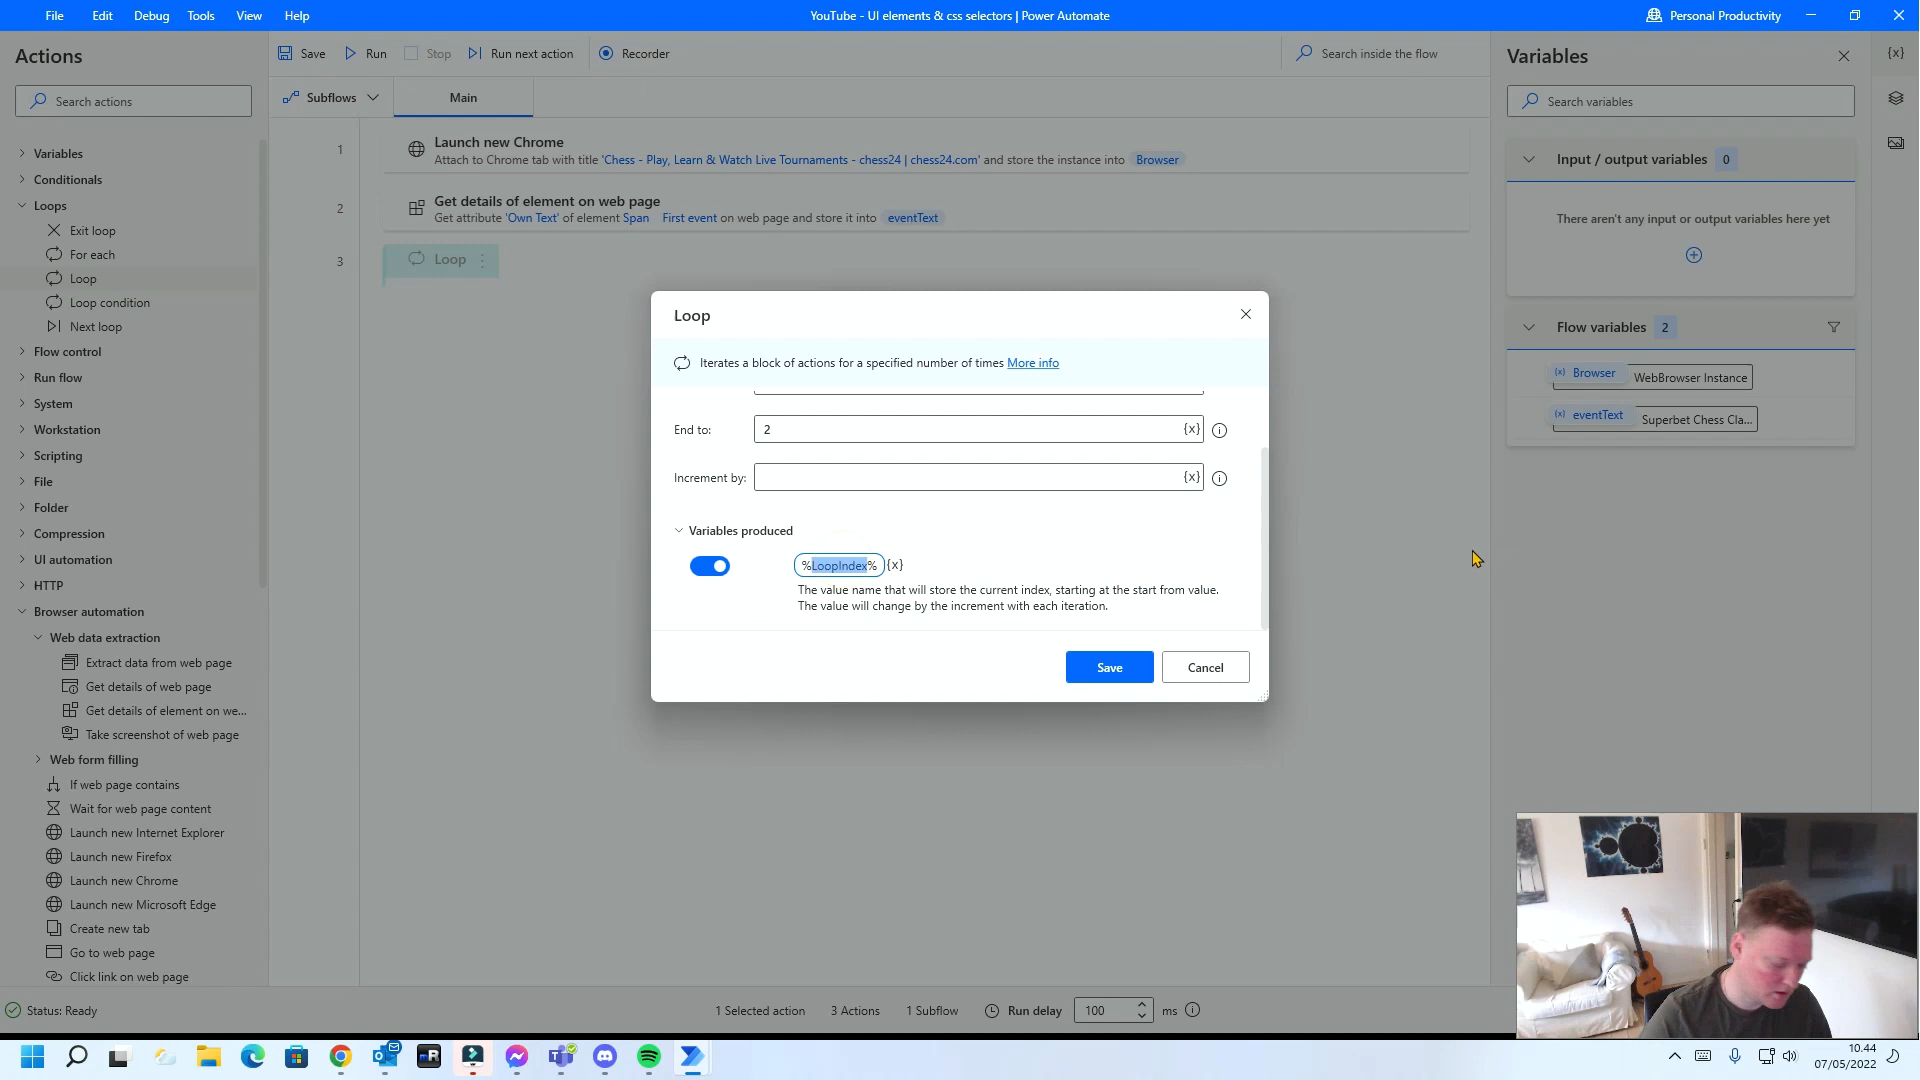 File Edit Debug Tools View Help
YouTube - UI elements & css selectors | Power Automate
Personal Productivity
Actions
Search actions
Variables
Conditionals
Loops
Exit loop
For each
Loop
Loop condition
Next loop
Flow control
Run flow
System
Workstation
Scripting
File
Folder
Compression
UI automation
HTTP
Browser automation
Web data extraction
Extract data from web page
Get details of web page
Get details of element on we...
Take screenshot of web page
Web form filling
If web page contains
Wait for web page content
Launch new Internet Explorer
Launch new Firefox
Launch new Chrome
Launch new Microsoft Edge
Create new tab
Go to web page
Click link on web page
Save Run Stop Run next action Recorder
Search inside the flow
Subflows Main
1 Launch new Chrome
Attach to Chrome tab with title 'Chess - Play, Learn & Watch Live Tournaments - chess24 | chess24.com' and store the instance into Browser
2 Get details of element on web page
Get attribute 'Own Text' of element Span First event on web page and store it into eventText
3 Loop
Loop
Iterates a block of actions for a specified number of times More info
End to: 2 {x}
Increment by: {x}
Variables produced
%LoopIndex% {x}
The value name that will store the current index, starting at the start from value.
The value will change by the increment with each iteration.
Save Cancel
Variables
{x}
Search variables
Input / output variables 0
There aren't any input or output variables here yet
Flow variables 2
(x) Browser WebBrowser Instance
(x) eventText Superbet Chess Cla...
Status: Ready
1 Selected action 3 Actions 1 Subflow Run delay 100 ms
10.44
07/05/2022